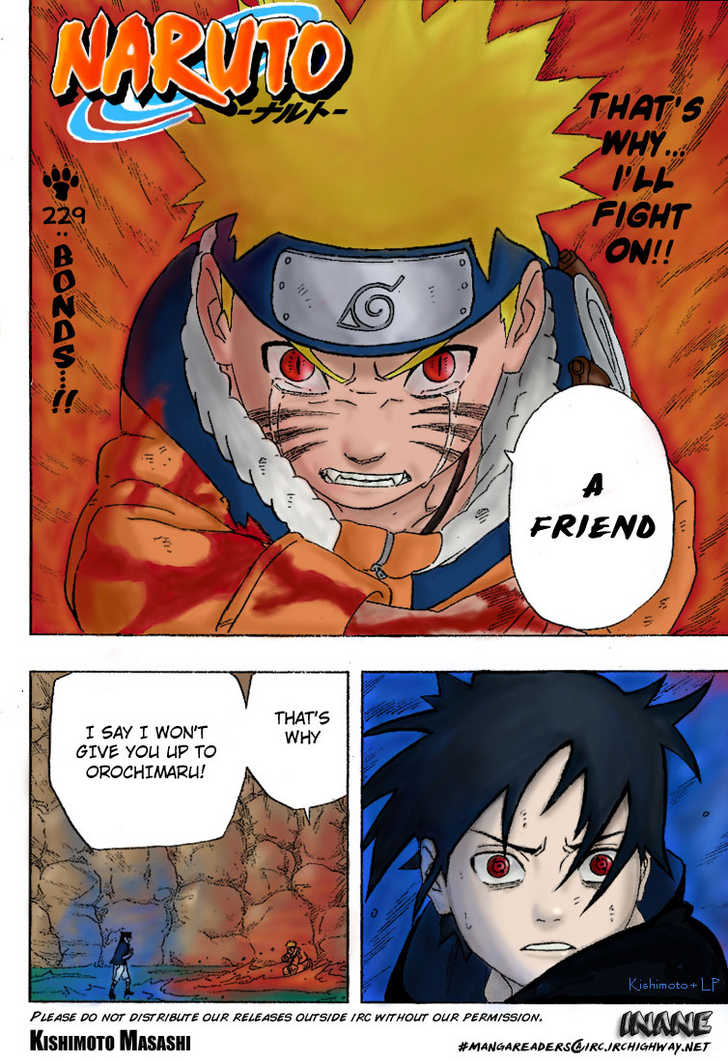 NARUTO
-ナルト-
229
:: BONDS...!!
THAT'S
WHY...
I'LL
FIGHT
ON!!
A
FRIEND
THAT'S
WHY
I SAY I WON'T
GIVE YOU UP TO
OROCHIMARU!
Kishimoto + LP
PLEASE DO NOT DISTRIBUTE OUR RELEASES OUTSIDE IRC WITHOUT OUR PERMISSION.
KISHIMOTO MASASHI
INANE
#MANGAREADERS@IRC.IRCHIGHWAY.NET